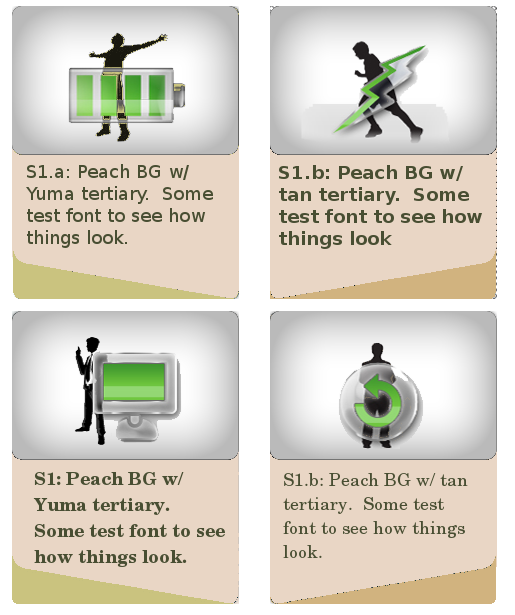 S1.a: Peach BG w/
Yuma tertiary.  Some
test font to see how
things look.
S1.b: Peach BG w/
tan tertiary.  Some
test font to see how
things look
S1: Peach BG w/
Yuma tertiary.
Some test font to see
how things look.
S1.b: Peach BG w/ tan
tertiary.  Some test
font to see how things
look.